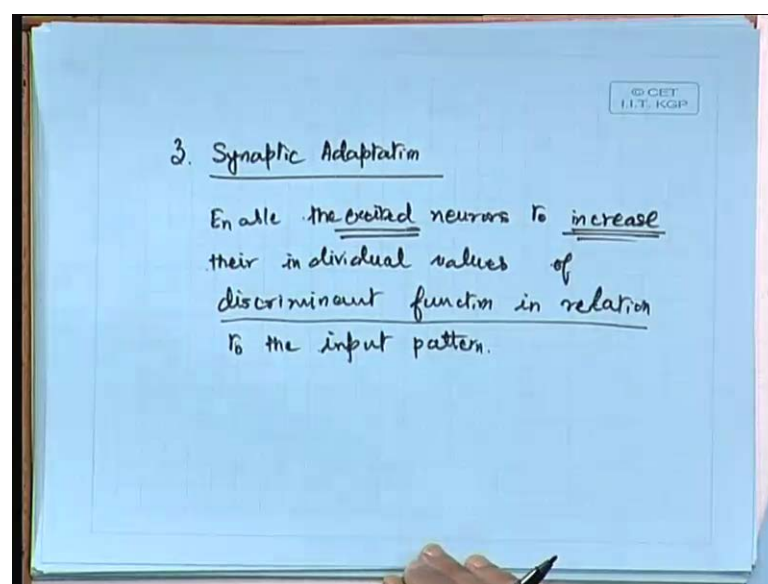 © CET
I.I.T. KGP
3. Synaptic Adaptation
Enable the excited neurons to increase
their individual values of
discriminant function in relation
to the input pattern.